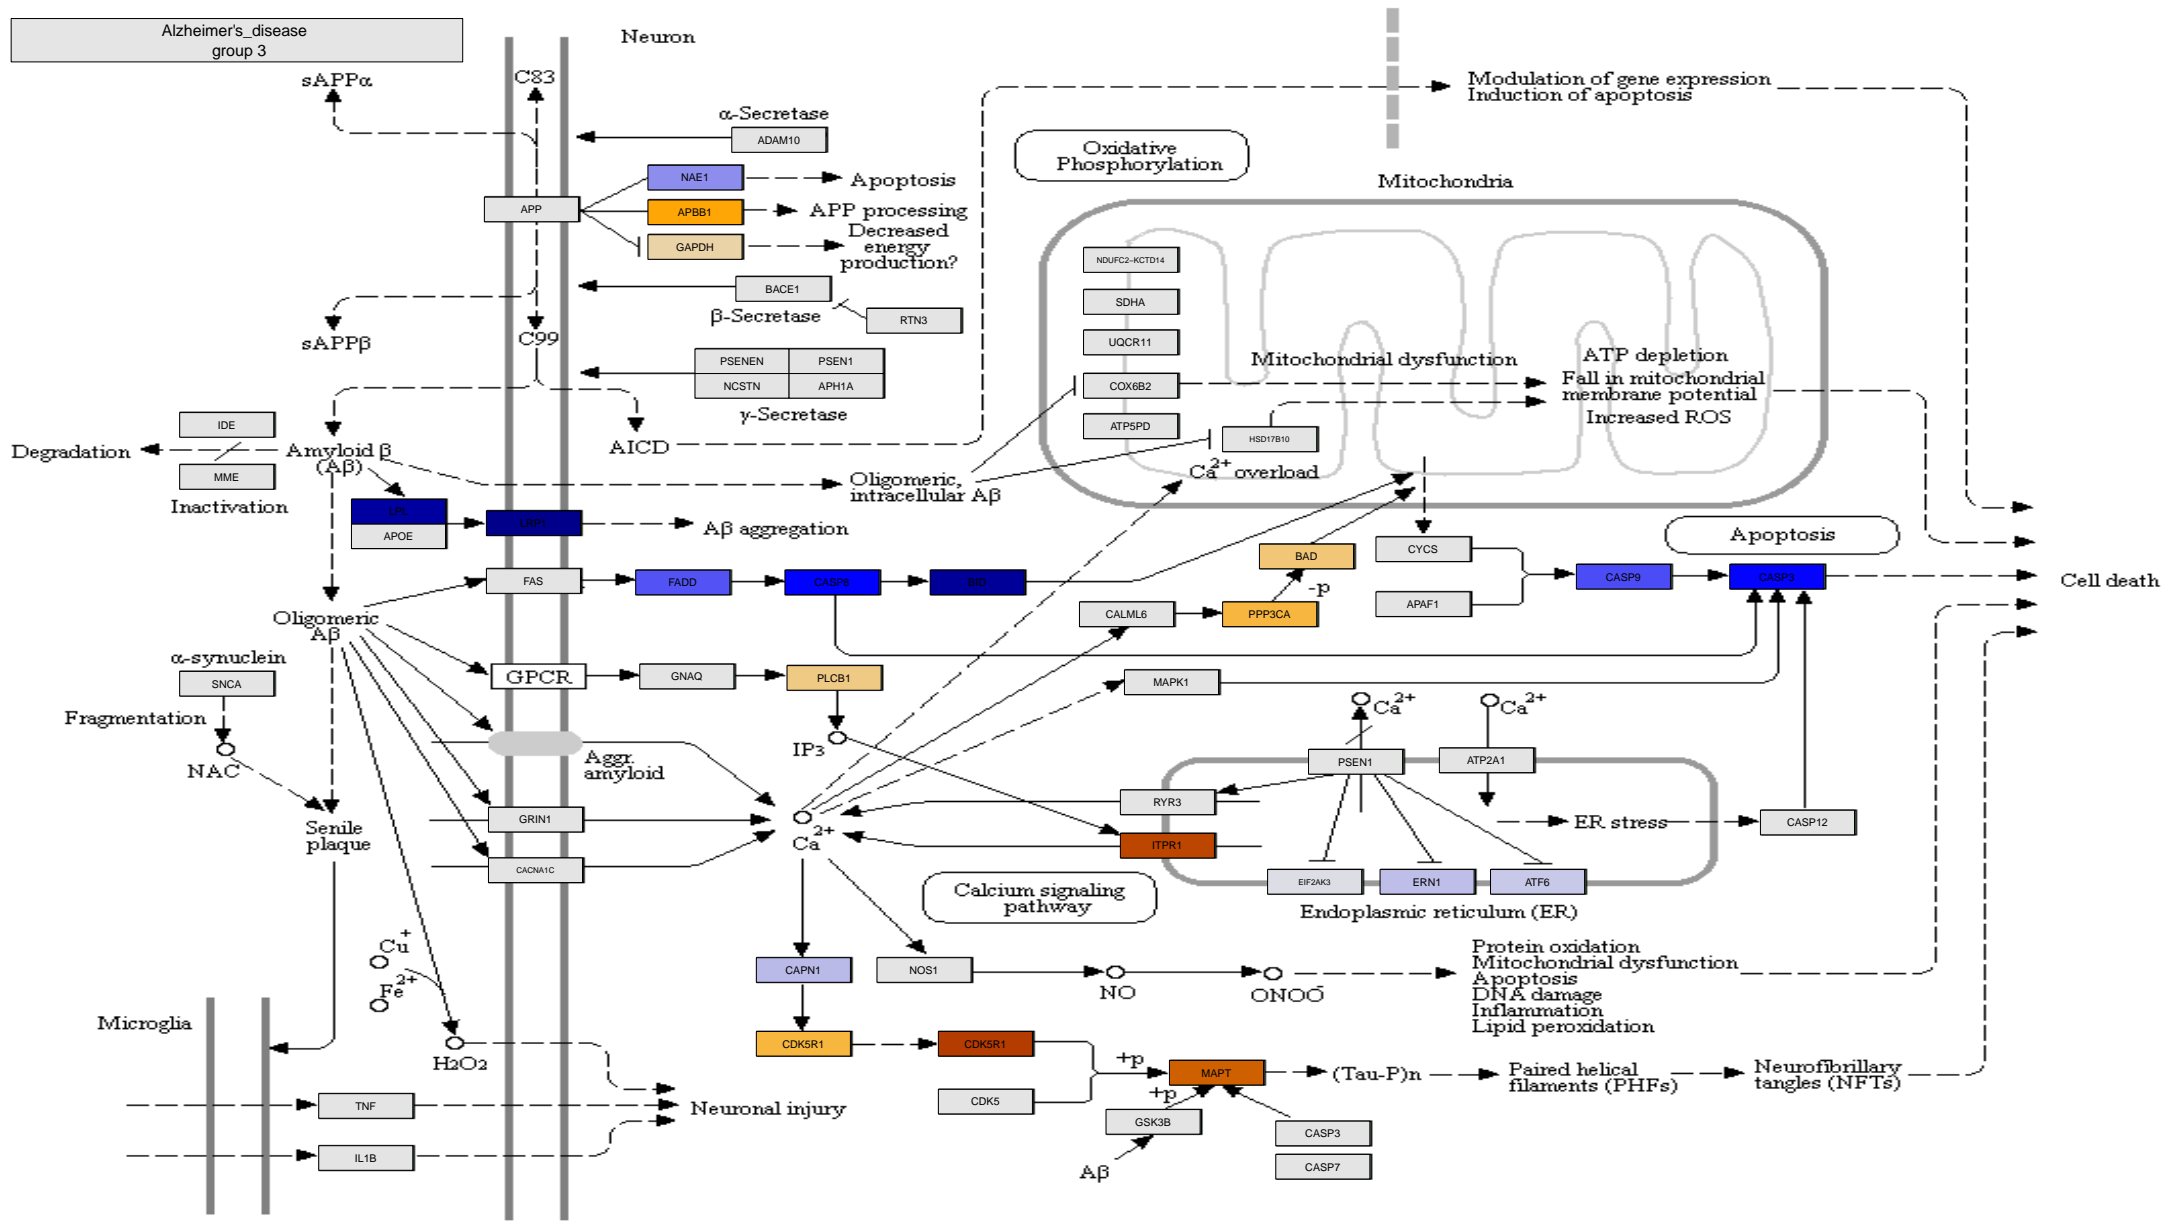 Alzheimer's_disease
group 3
Neuron
sAPPα
C83
Modulation of gene expression
Induction of apoptosis
α-Secretase
ADAM10
Oxidative
Phosphorylation
NAE1
Apoptosis
Mitochondria
APP
APBB1
APP processing
GAPDH
Decreased
energy
production?
NDUFC2-KCTD14
BACE1
SDHA
β-Secretase
RTN3
sAPPβ
C99
UQCR11
PSENEN
PSEN1
NCSTN
APH1A
γ-Secretase
Mitochondrial dysfunction
ATP depletion
Fall in mitochondrial
membrane potential
Increased ROS
COX6B2
ATP5PD
HSD17B10
IDE
Degradation
Amyloid β
(Aβ)
AICD
MME
Inactivation
Oligomeric,
intracellular Aβ
Ca2+ overload
LPL
APOE
LRP1
Aβ aggregation
Apoptosis
BAD
CYCS
FAS
FADD
CASP8
BID
-p
CASP9
CASP3
Cell death
APAF1
CALML6
PPP3CA
Oligomeric
Aβ
α-synuclein
SNCA
GPCR
GNAQ
PLCB1
MAPK1
Fragmentation
NAC
IP3
Ca2+
Ca2+
Aggr.
amyloid
PSEN1
ATP2A1
RYR3
GRIN1
Senile
plaque
Ca2+
ER stress
CASP12
ITPR1
CACNA1C
EIF2AK3
ERN1
ATF6
Calcium signaling
pathway
Endoplasmic reticulum (ER)
Cu+
Fe2+
CAPN1
NOS1
NO
ONOO-
Protein oxidation
Mitochondrial dysfunction
Apoptosis
DNA damage
Inflammation
Lipid peroxidation
Microglia
H2O2
CDK5R1
CDK5R1
+p
MAPT
(Tau-P)n
Paired helical
filaments (PHFs)
Neurofibrillary
tangles (NFTs)
CDK5
+p
TNF
Neuronal injury
GSK3B
CASP3
IL1B
Aβ
CASP7